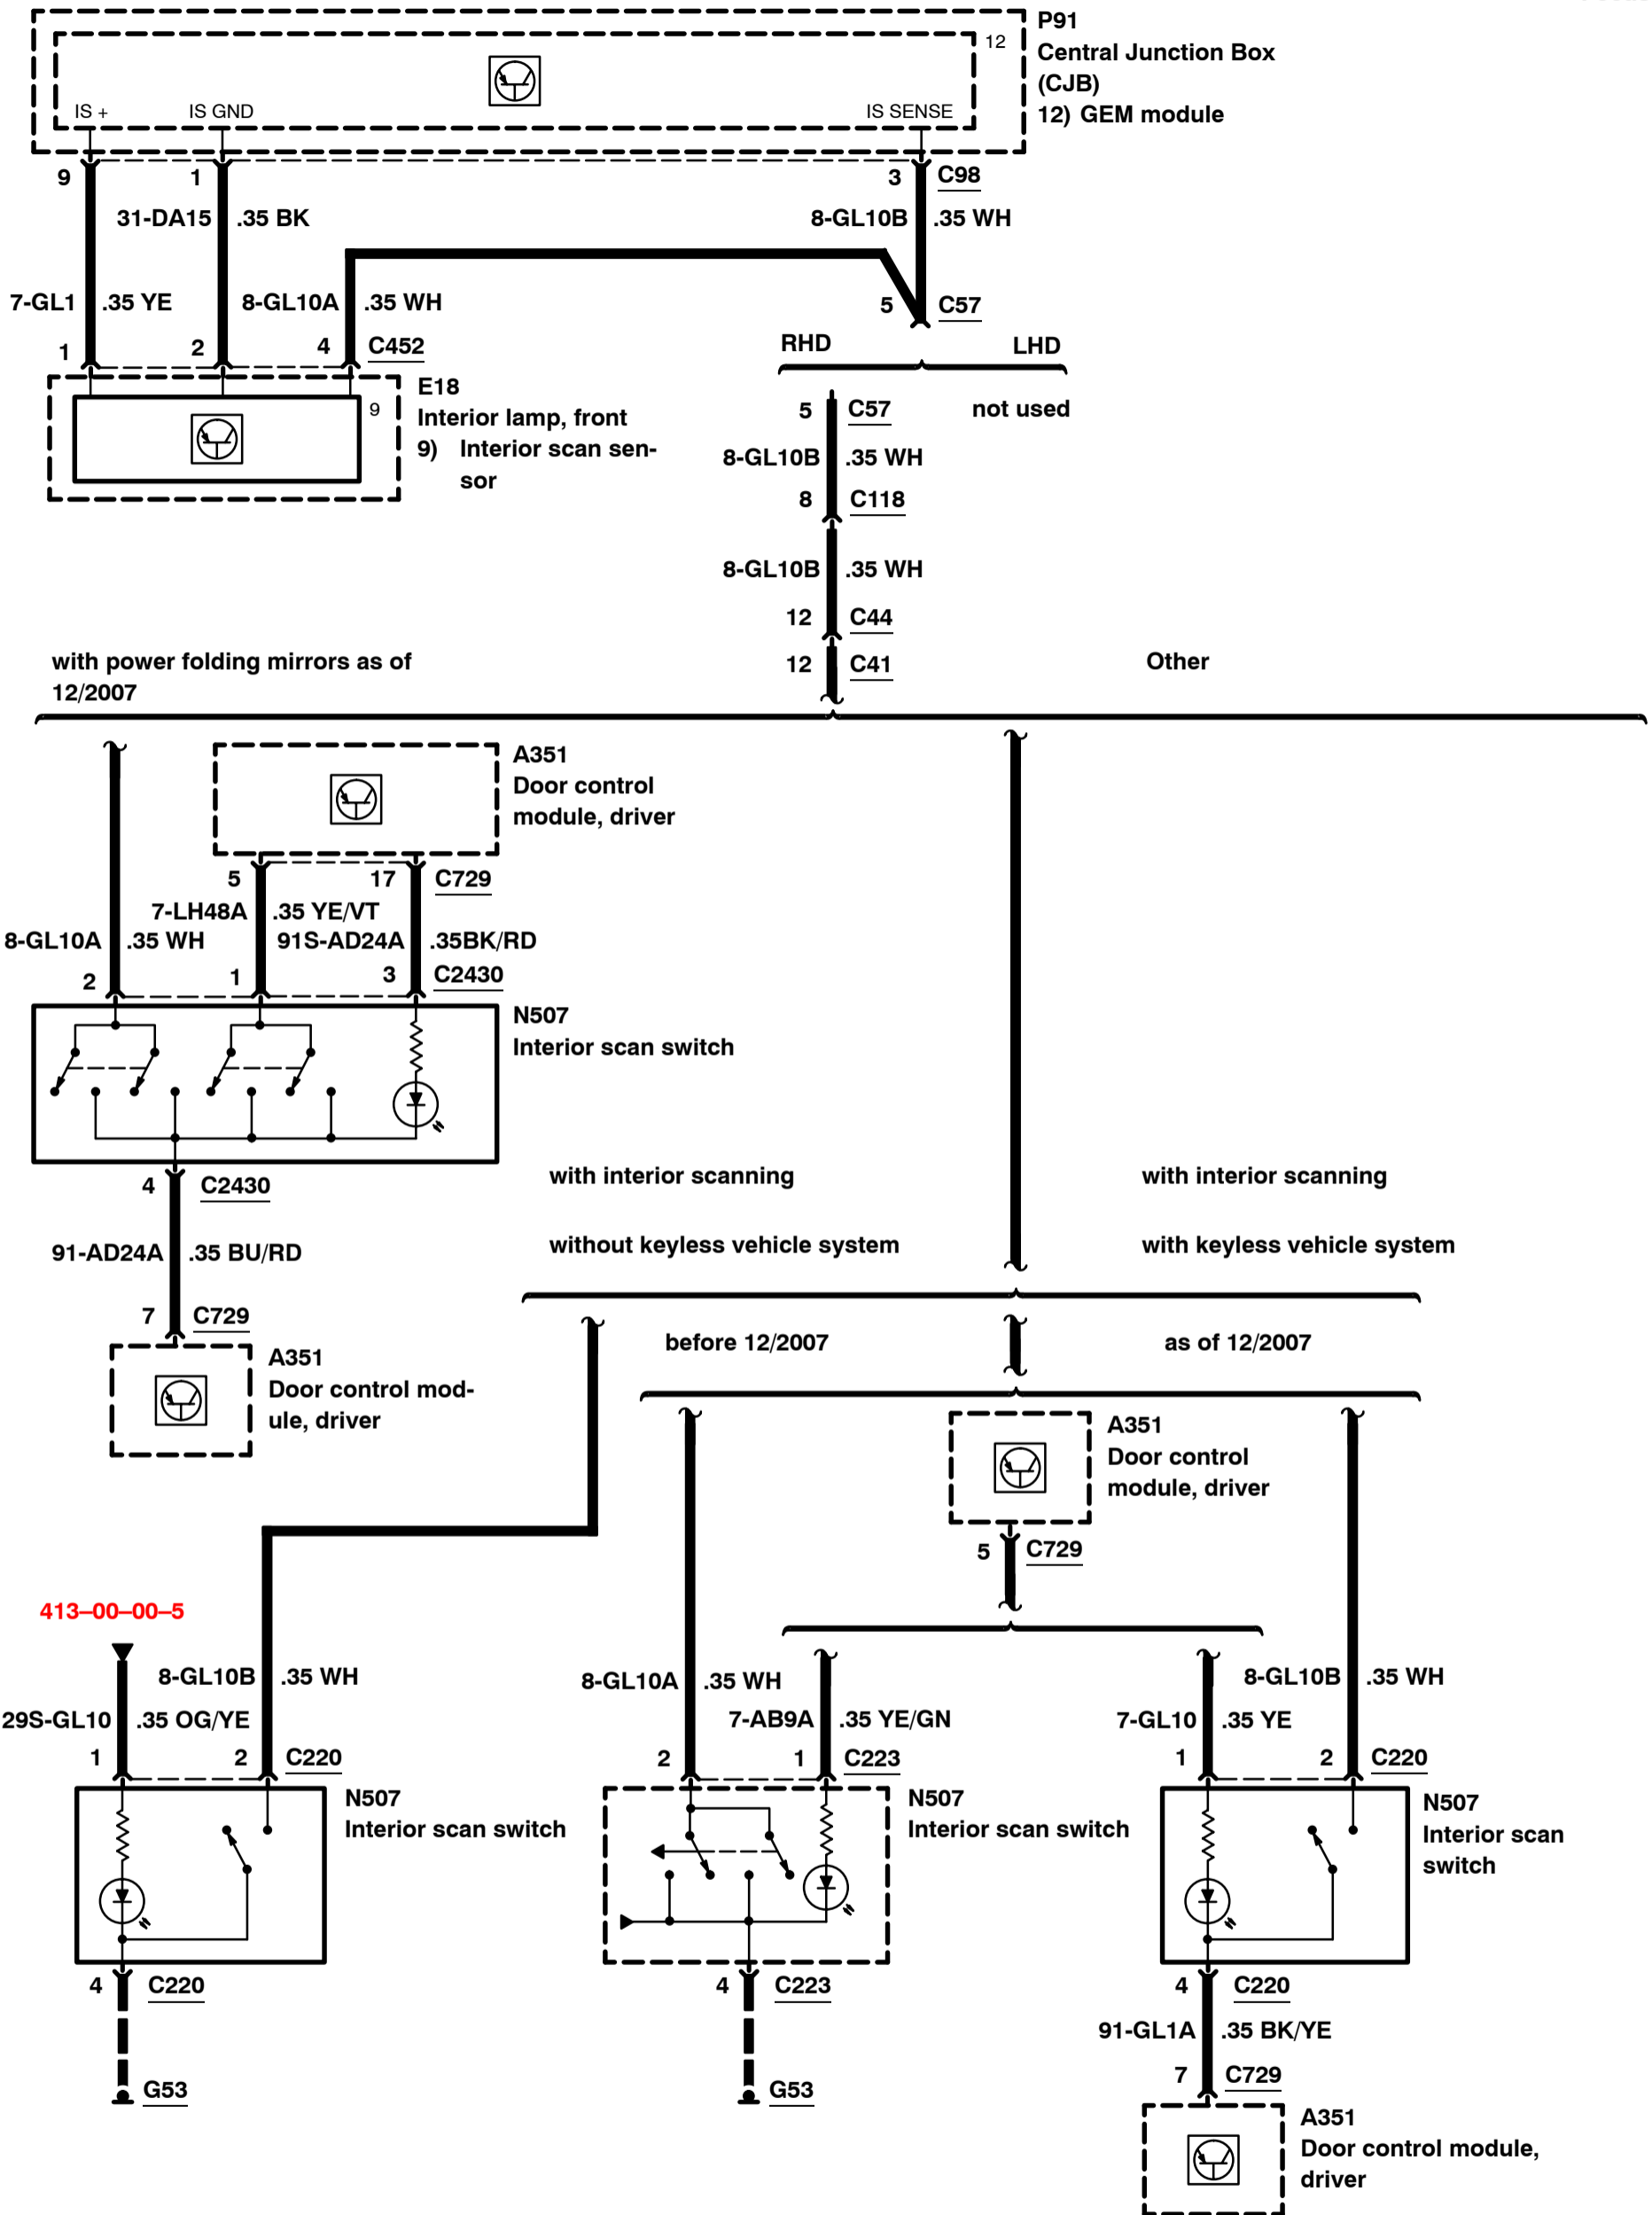 P91
12
Central Junction Box
(CJB)
IS +
IS GND
IS SENSE
12) GEM module
9
1
3
C98
31-DA15
.35 BK
8-GL10B
.35 WH
7-GL1
.35 YE
8-GL10A
.35 WH
5
C57
1
2
4
C452
RHD
LHD
E18
9
Interior lamp, front
9) Interior scan sen-
sor
5
C57
not used
8-GL10B
.35 WH
8
C118
8-GL10B
.35 WH
12
C44
with power folding mirrors as of
12/2007
12
C41
Other
A351
Door control
module, driver
5
17
C729
7-LH48A
.35 YE/VT
8-GL10A
.35 WH
91S-AD24A
.35BK/RD
2
1
3
C2430
N507
Interior scan switch
4
C2430
with interior scanning
with interior scanning
91-AD24A
.35 BU/RD
without keyless vehicle system
with keyless vehicle system
7
C729
before 12/2007
as of 12/2007
A351
Door control mod-
ule, driver
A351
Door control
module, driver
5
C729
413–00–00–5
8-GL10B
.35 WH
8-GL10A
.35 WH
8-GL10B
.35 WH
29S-GL10
.35 OG/YE
7-AB9A
.35 YE/GN
7-GL10
.35 YE
1
2
C220
2
1
C223
1
2
C220
N507
Interior scan switch
N507
Interior scan switch
N507
Interior scan
switch
4
C220
4
C223
4
C220
91-GL1A
.35 BK/YE
7
C729
G53
G53
A351
Door control module,
driver